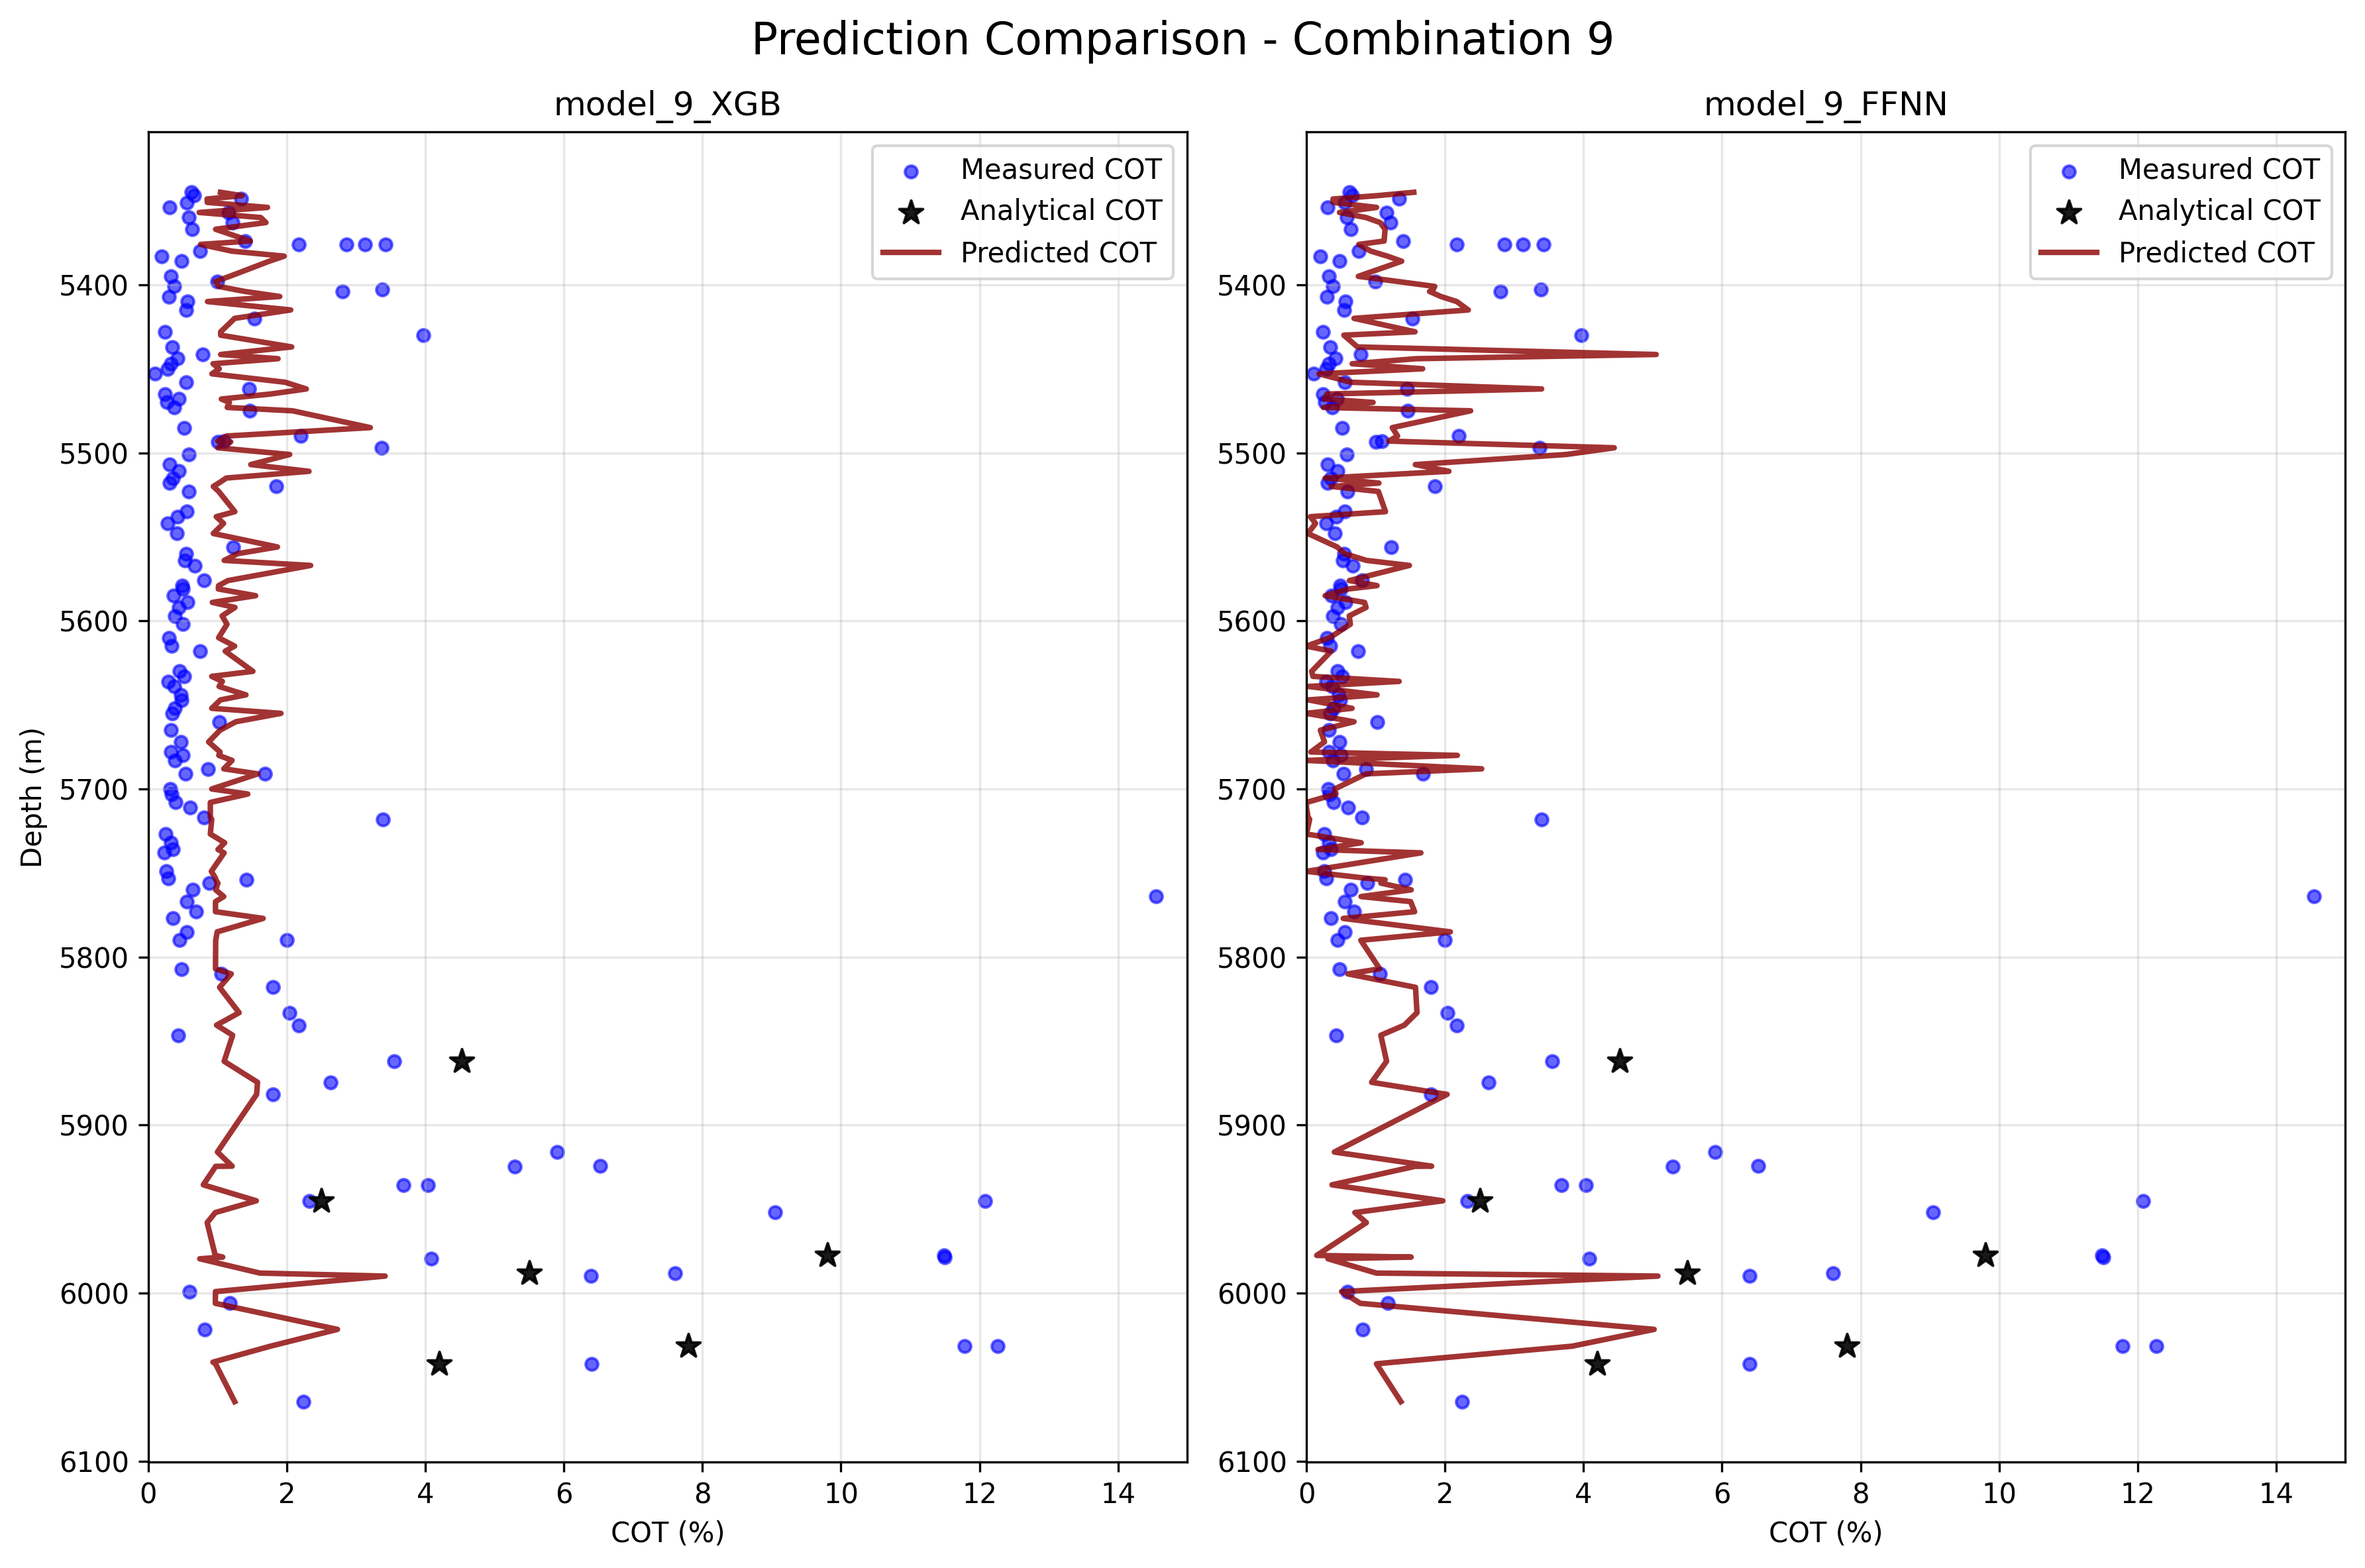 Prediction Comparison - Combination 9
model_9_XGB
Measured COT
Analytical COT
Predicted COT
5400
5500
5600
5700
5800
5900
6000
6100
Depth (m)
0 2 4 6 8 10 12 14
COT (%)
model_9_FFNN
Measured COT
Analytical COT
Predicted COT
5400
5500
5600
5700
5800
5900
6000
6100
0 2 4 6 8 10 12 14
COT (%)